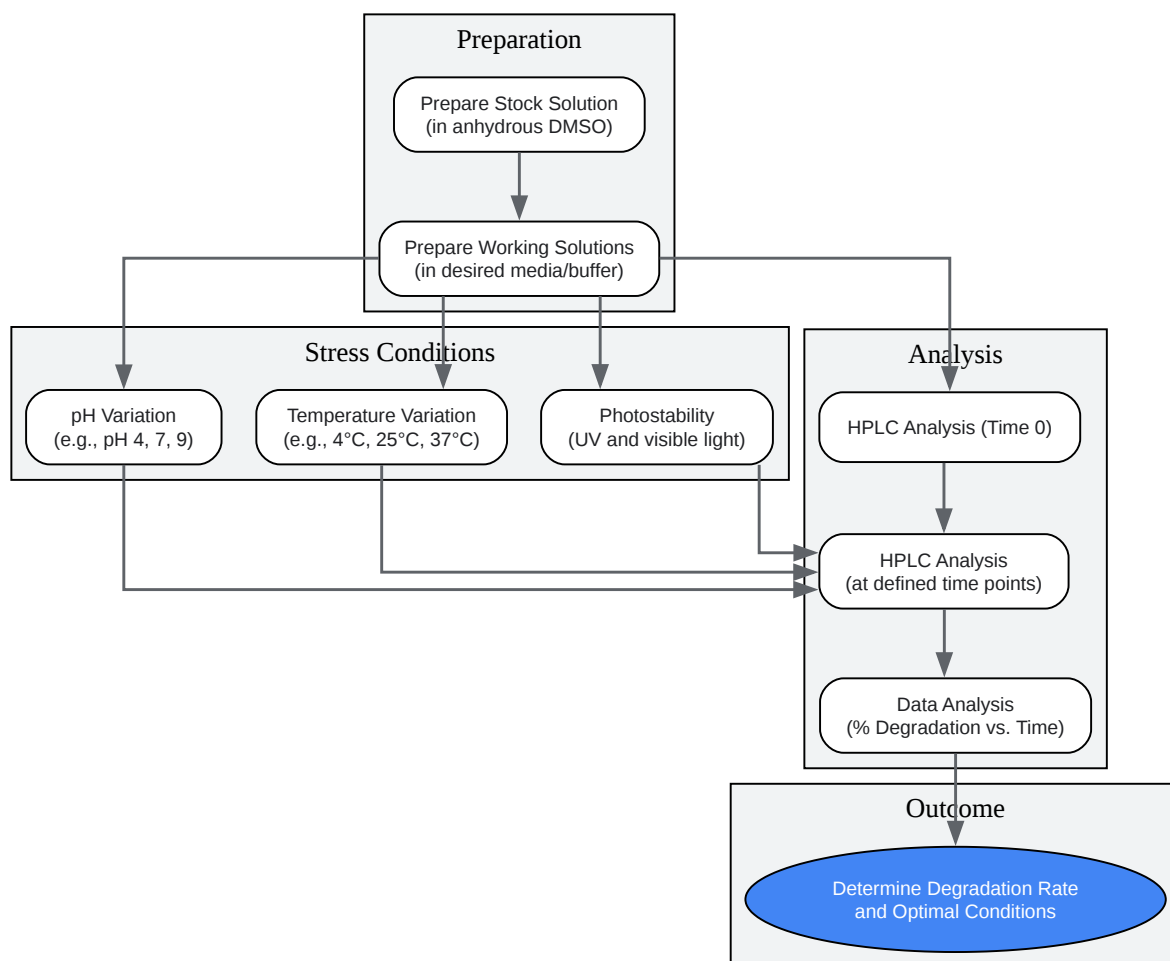 Preparation
Prepare Stock Solution
(in anhydrous DMSO)
Prepare Working Solutions
(in desired media/buffer)
Stress Conditions
pH Variation
(e.g., pH 4, 7, 9)
Temperature Variation
(e.g., 4°C, 25°C, 37°C)
Photostability
(UV and visible light)
Analysis
HPLC Analysis (Time 0)
HPLC Analysis
(at defined time points)
Data Analysis
(% Degradation vs. Time)
Outcome
Determine Degradation Rate
and Optimal Conditions